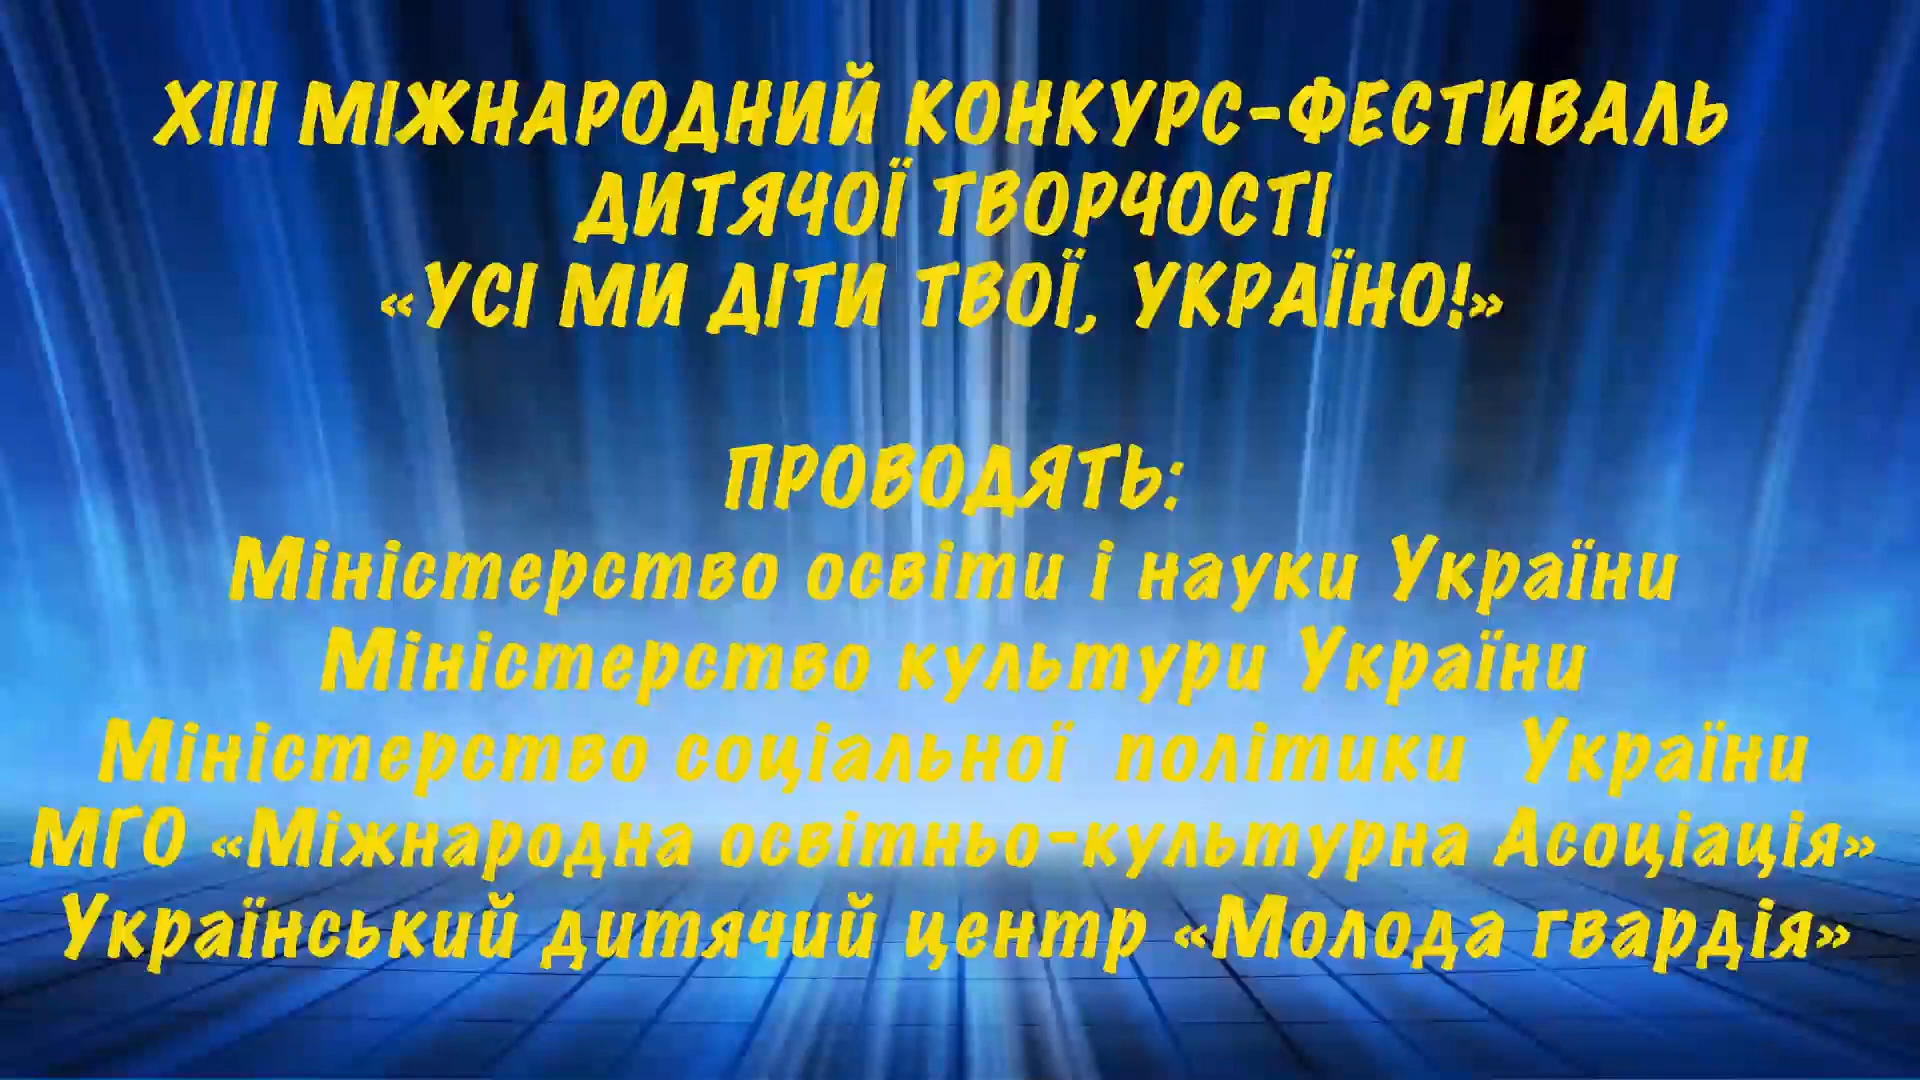 ХІІІ МІЖНАРОДНИЙ КОНКУРС-ФЕСТИВАЛЬ
ДИТЯЧОЇ ТВОРЧОСТІ
«УСІ МИ ДІТИ ТВОЇ, УКРАЇНО!»
ПРОВОДЯТЬ:
Міністерство освіти і науки України
Міністерство культури України
Міністерство соціальної політики України
МГО «Міжнародна освітньо-культурна Асоціація»
Український дитячий центр «Молода гвардія»